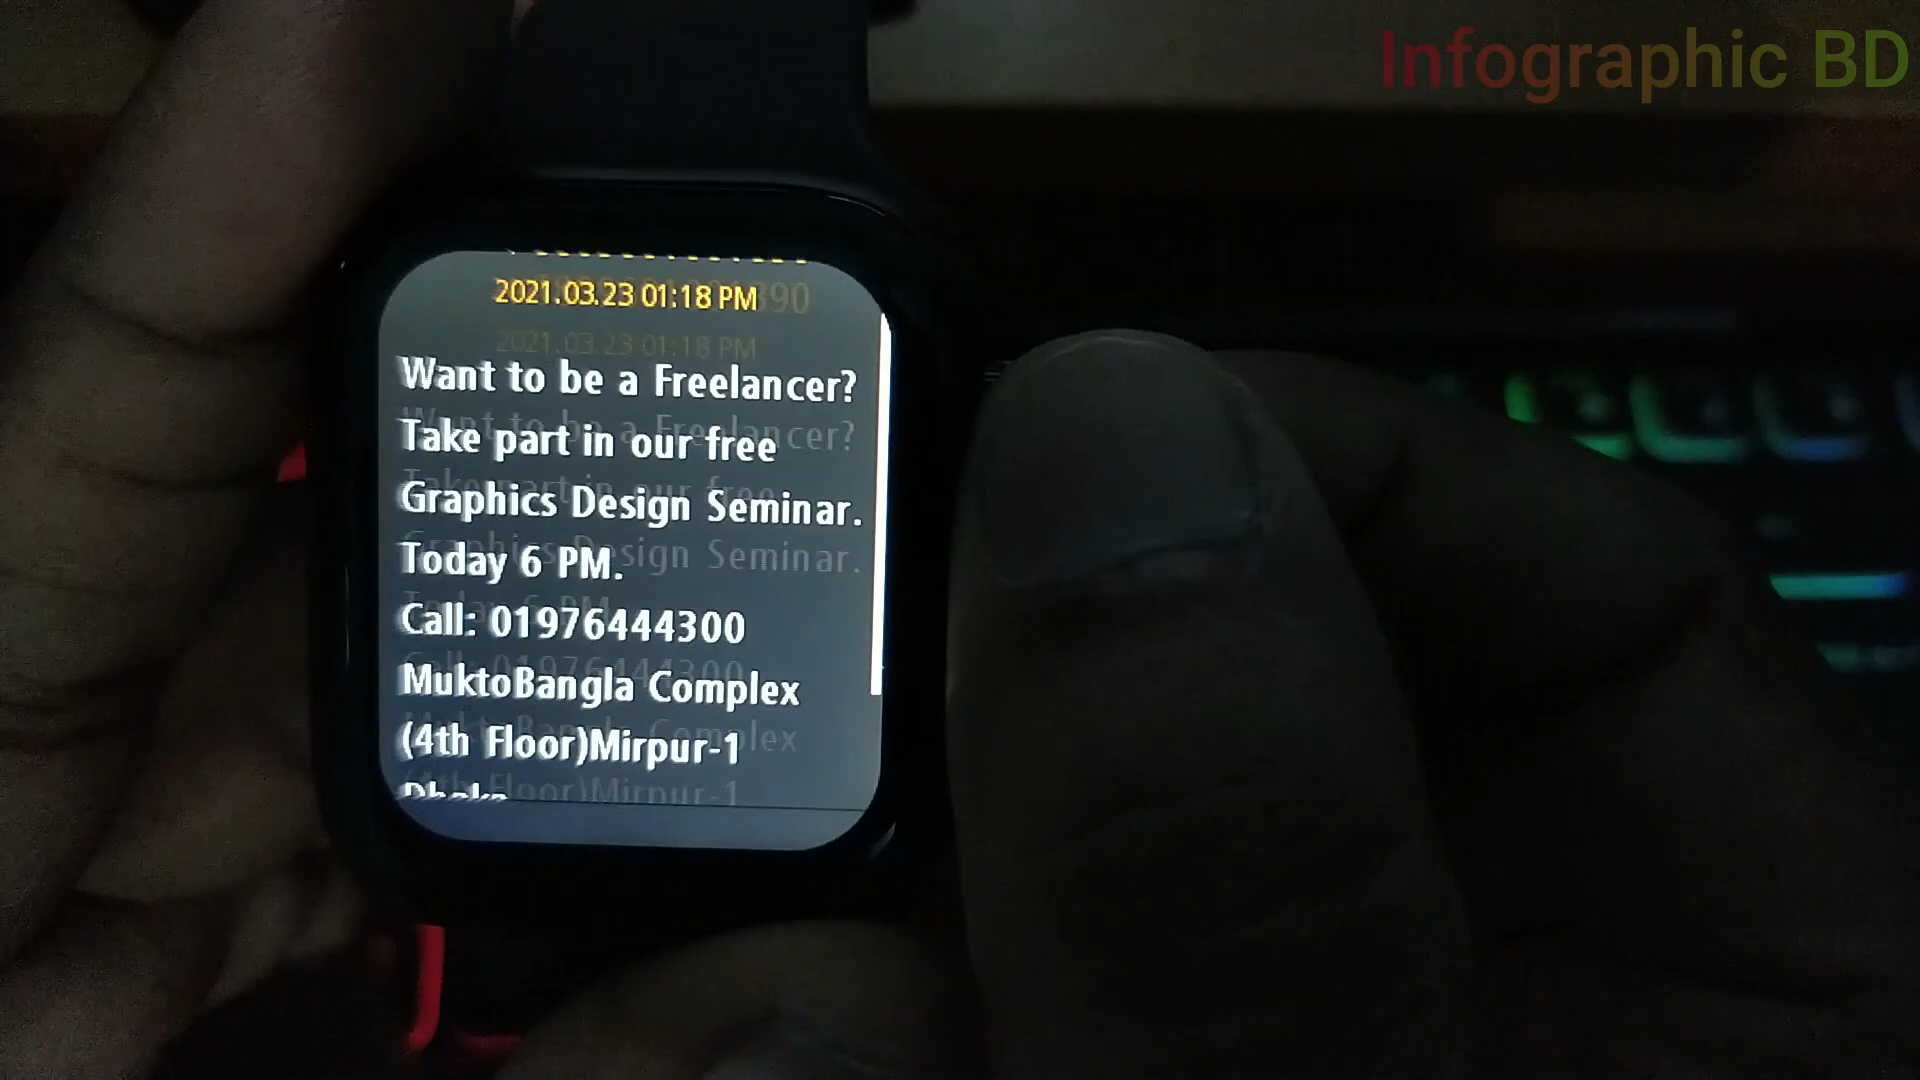 Infographic BD
2021.03.23 01:18 PM
Want to be a Freelancer?
Take part in our free
Graphics Design Seminar.
Today 6 PM.
Call: 01976444300
MuktoBangla Complex
(4th Floor)Mirpur-1
Dhaka